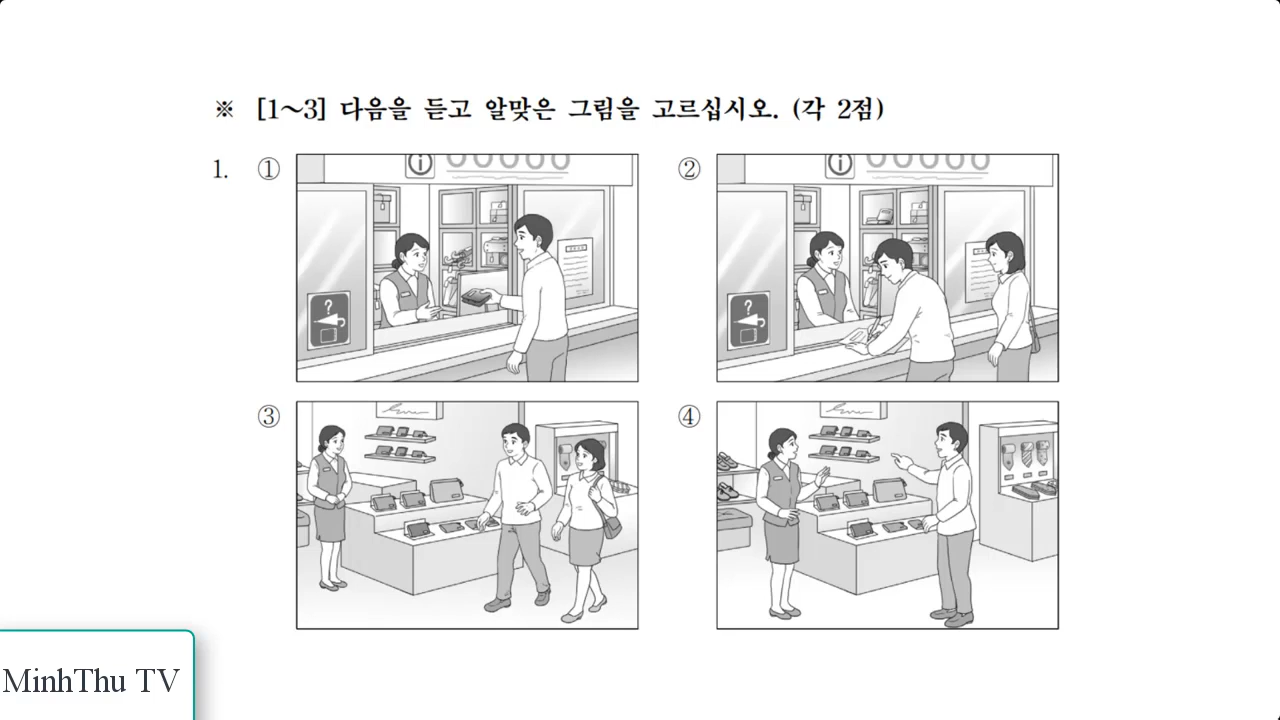 ※ [1～3] 다음을 듣고 알맞은 그림을 고르십시오. (각 2점)
1. ① ②
③ ④
MinhThu TV